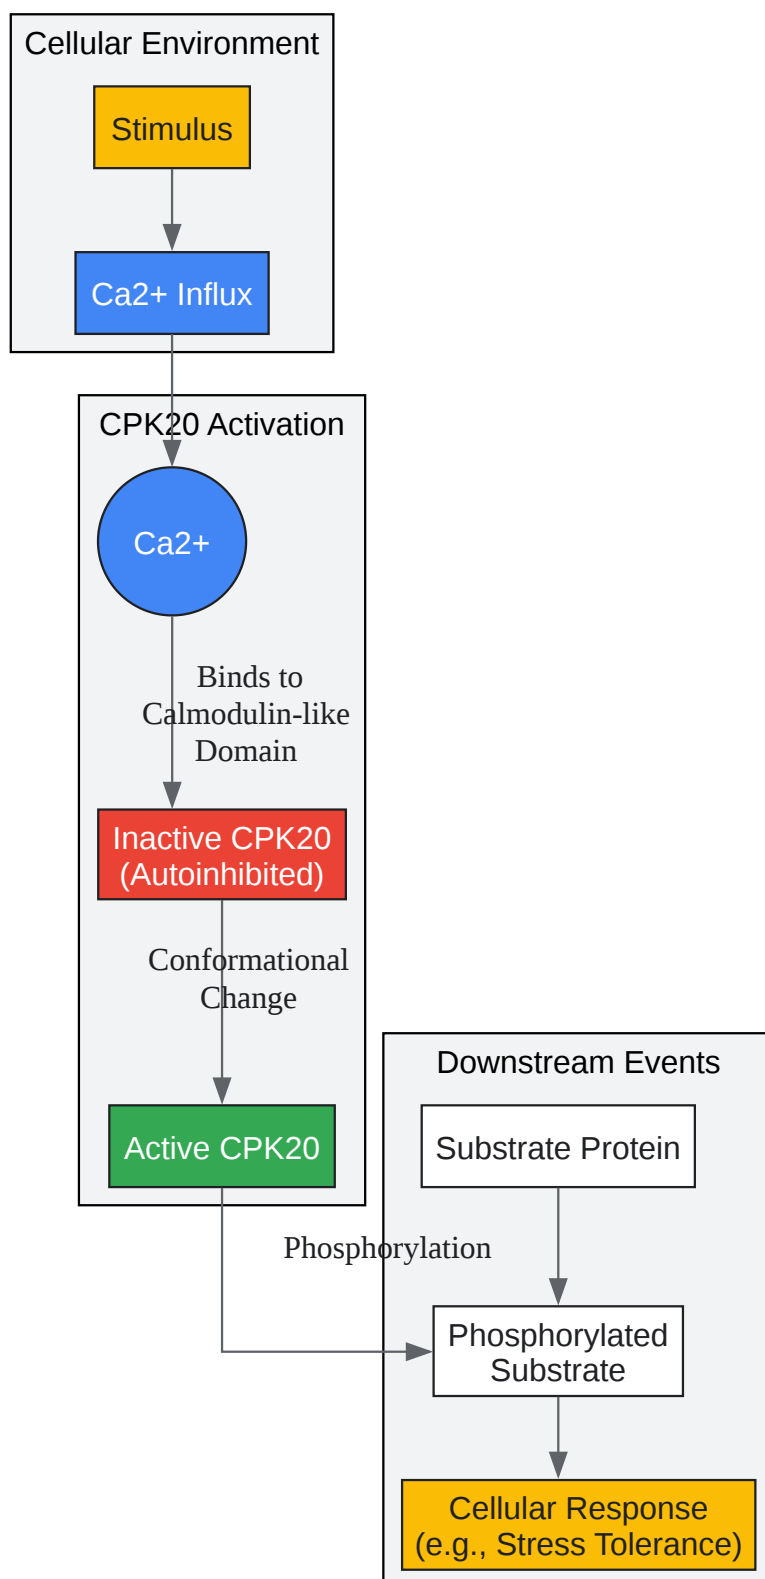 Cellular Environment
Stimulus
Ca2+ Influx
CPK20 Activation
Ca2+
Binds to
Calmodulin-like
Domain
Inactive CPK20
(Autoinhibited)
Conformational
Change
Active CPK20
Downstream Events
Substrate Protein
Phosphorylation
Phosphorylated
Substrate
Cellular Response
(e.g., Stress Tolerance)